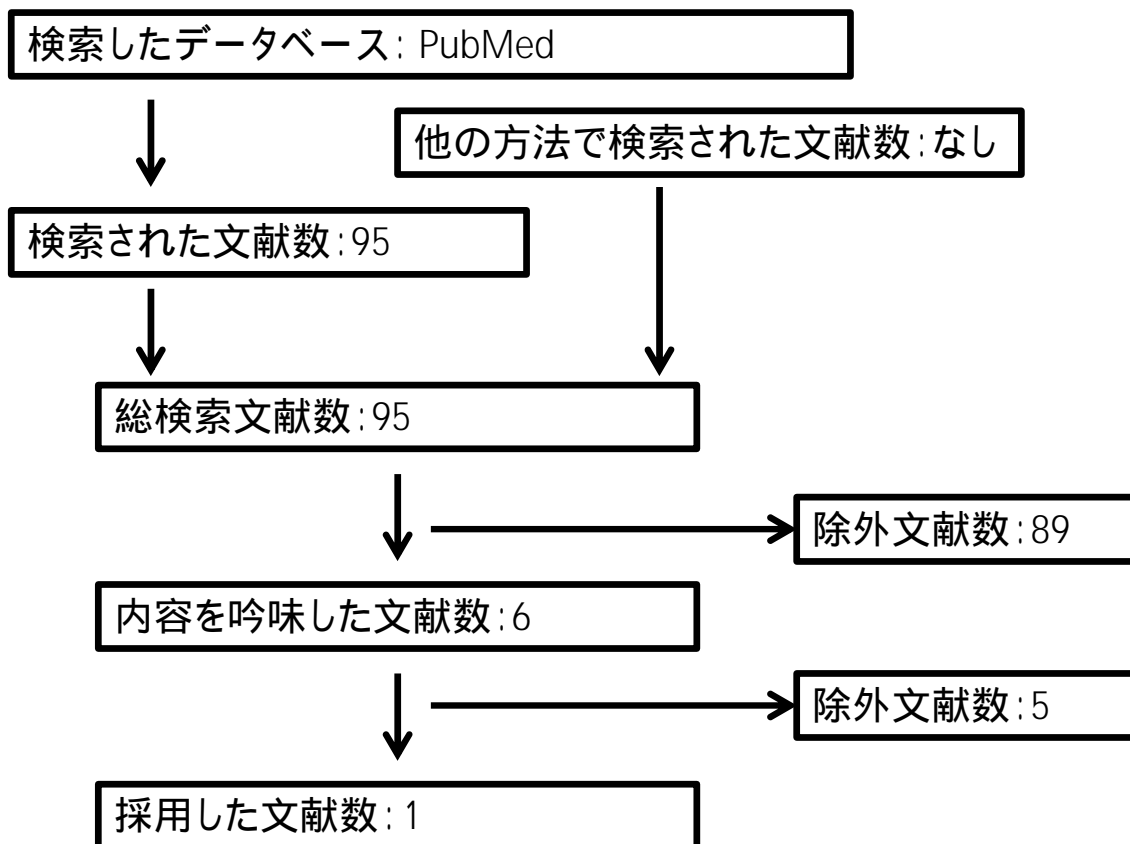 検索したデータベース: PubMed
他の方法で検索された文献数:なし
検索された文献数:95
総検索文献数:95
除外文献数:89
内容を吟味した文献数:6
除外文献数:5
採用した文献数:1